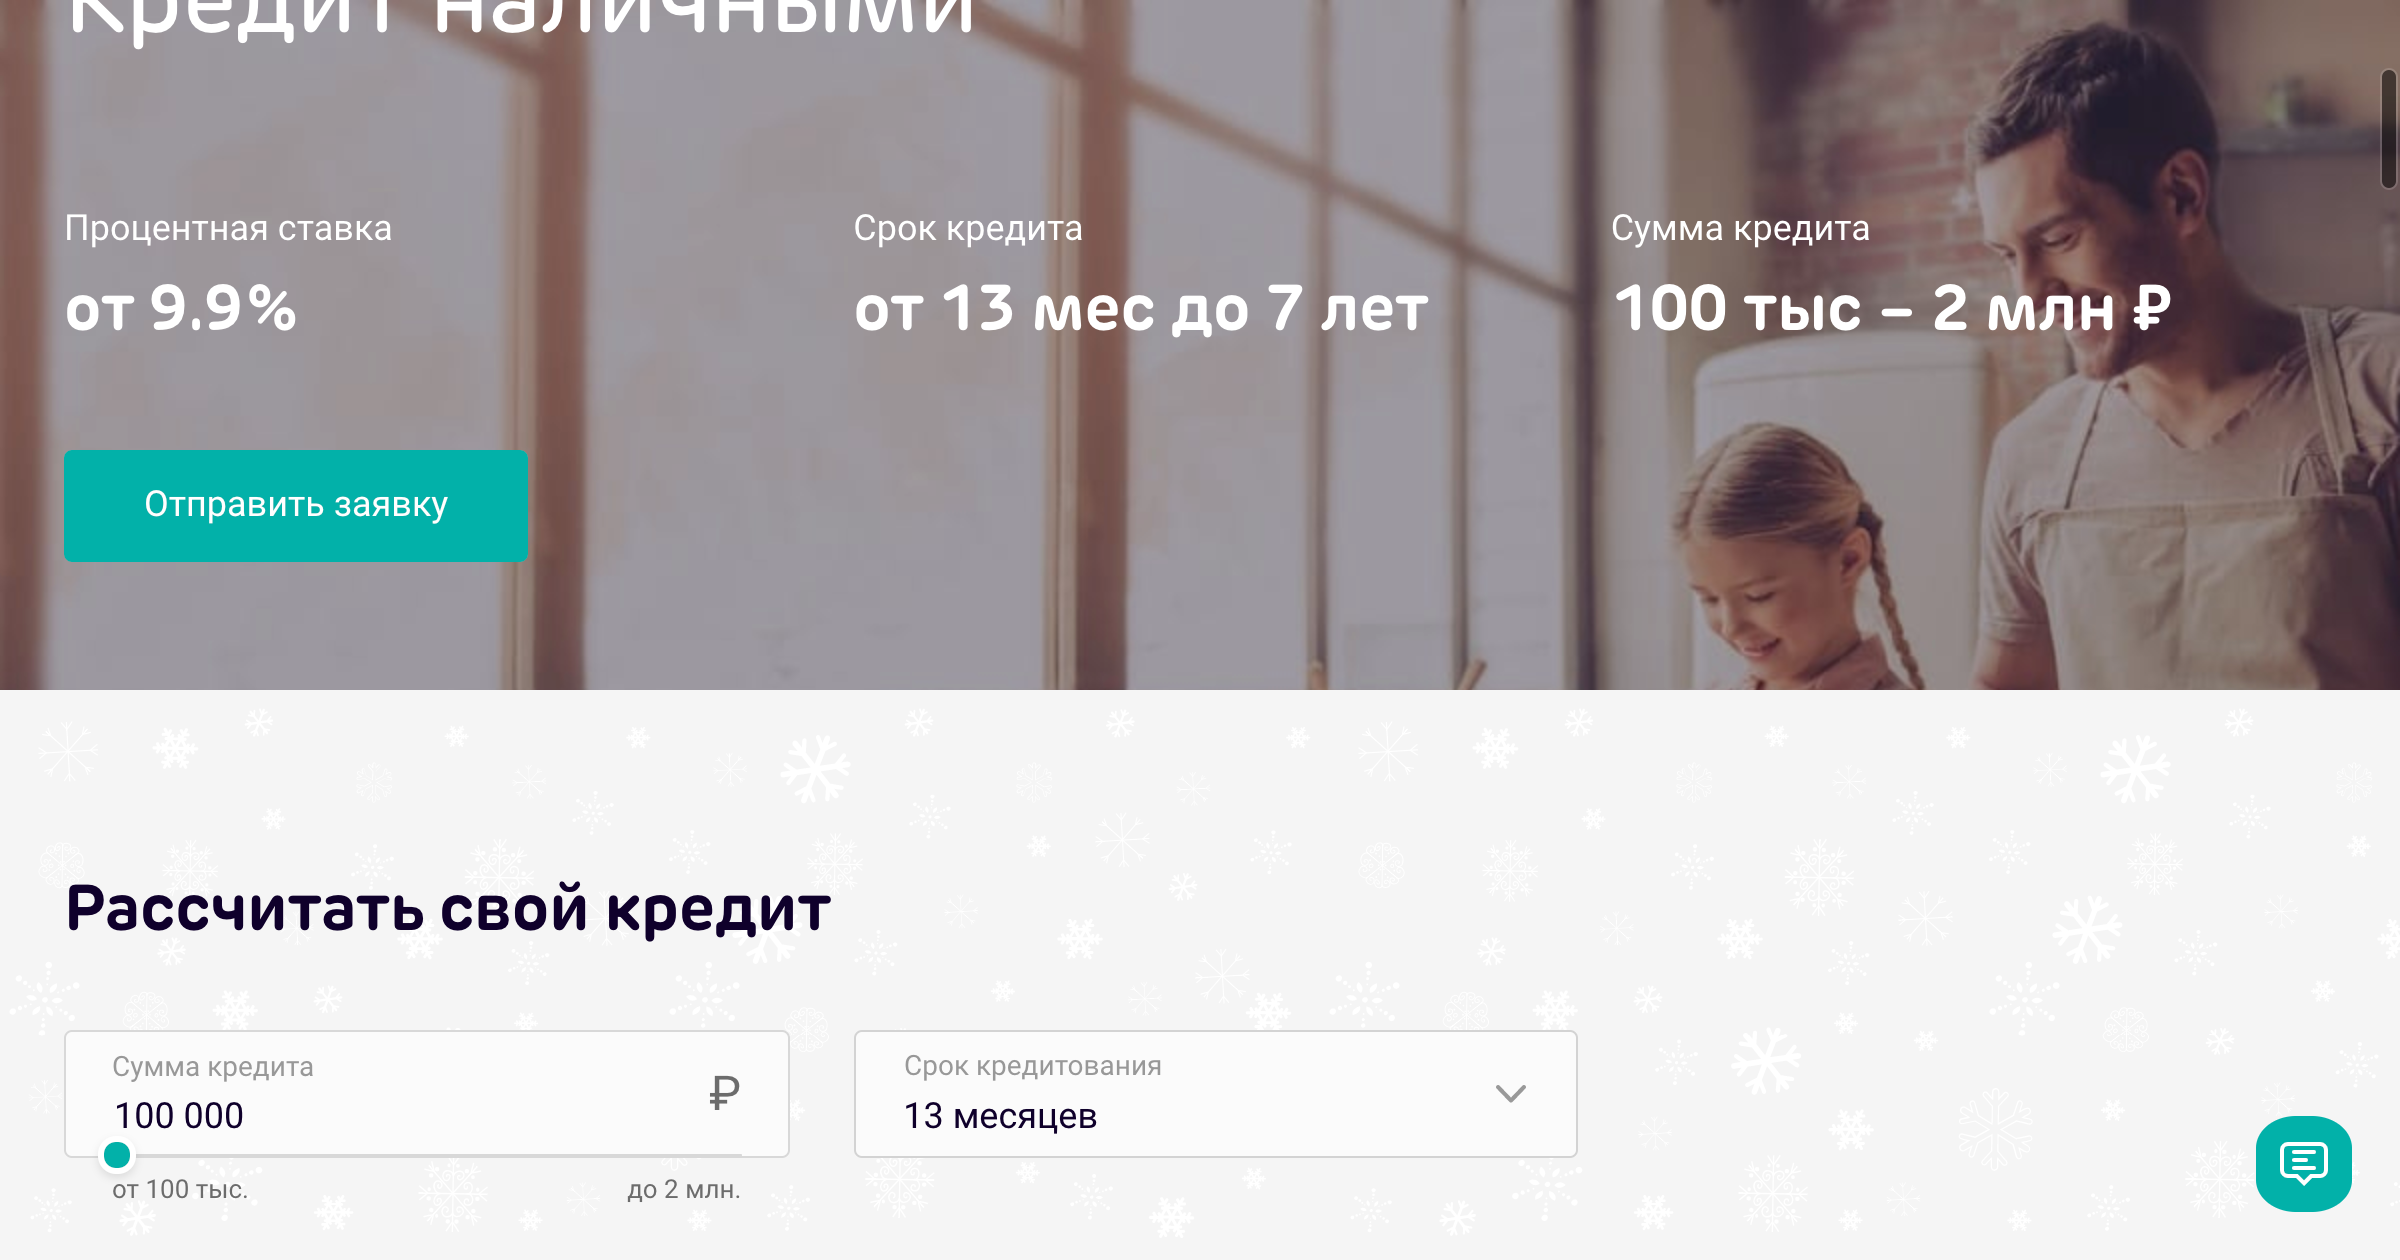 Кредит наличными
Процентная ставка
от 9.9%
Срок кредита
от 13 мес до 7 лет
Сумма кредита
100 тыс – 2 млн ₽
Отправить заявку
Рассчитать свой кредит
Сумма кредита
100 000
₽
от 100 тыс.
до 2 млн.
Срок кредитования
13 месяцев